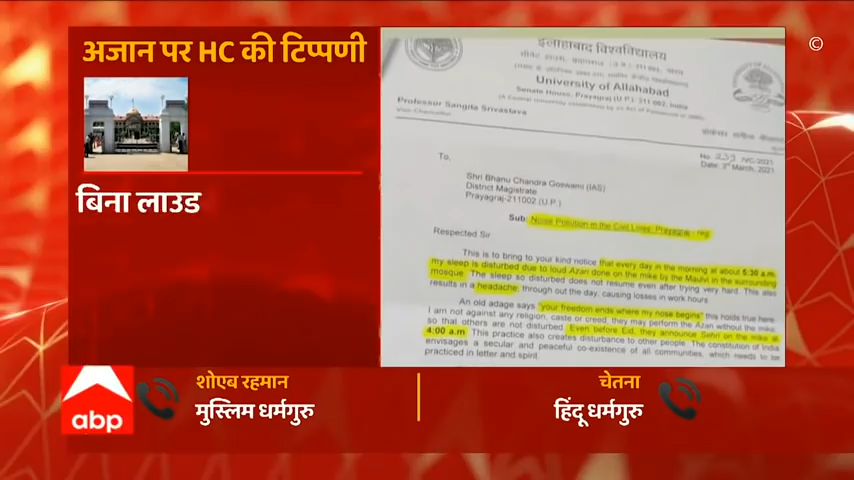 अजान पर HC की टिप्पणी
बिना लाउड
©
इलाहाबाद विश्वविद्यालय
University of Allahabad
Senate House, Prayagraj (U.P.) 211 002, India
Professor Sangita Srivastava
Vice-Chancellor
No. 239 /VC/2021
Date: 3rd March, 2021
To,
Shri Bhanu Chandra Goswami (IAS)
District Magistrate
Prayagraj-211002 (U.P.)
Sub: Noise Pollution in the Civil Lines, Prayagraj - reg
Respected Sir
This is to bring to your kind notice that every day in the morning at about 5:30 a.m.
my sleep is disturbed due to loud Azan done on the mike by the Maulvi in the surrounding
mosque. The sleep so disturbed does not resume even after trying very hard. This also
results in a headache through out the day, causing losses in work hours
An old adage says "your freedom ends where my nose begins" this holds true here
I am not against any religion, caste or creed, they may perform the Azan without the mike
so that others are not disturbed. Even before Eid, they announce Sehri on the mike at
4:00 a.m. This practice also creates disturbance to other people. The constitution of India
envisages a secular and peaceful co-existence of all communities, which needs to be
practiced in letter and spirit.
abp
शोएब रहमान
मुस्लिम धर्मगुरु
चेतना
हिंदू धर्मगुरु